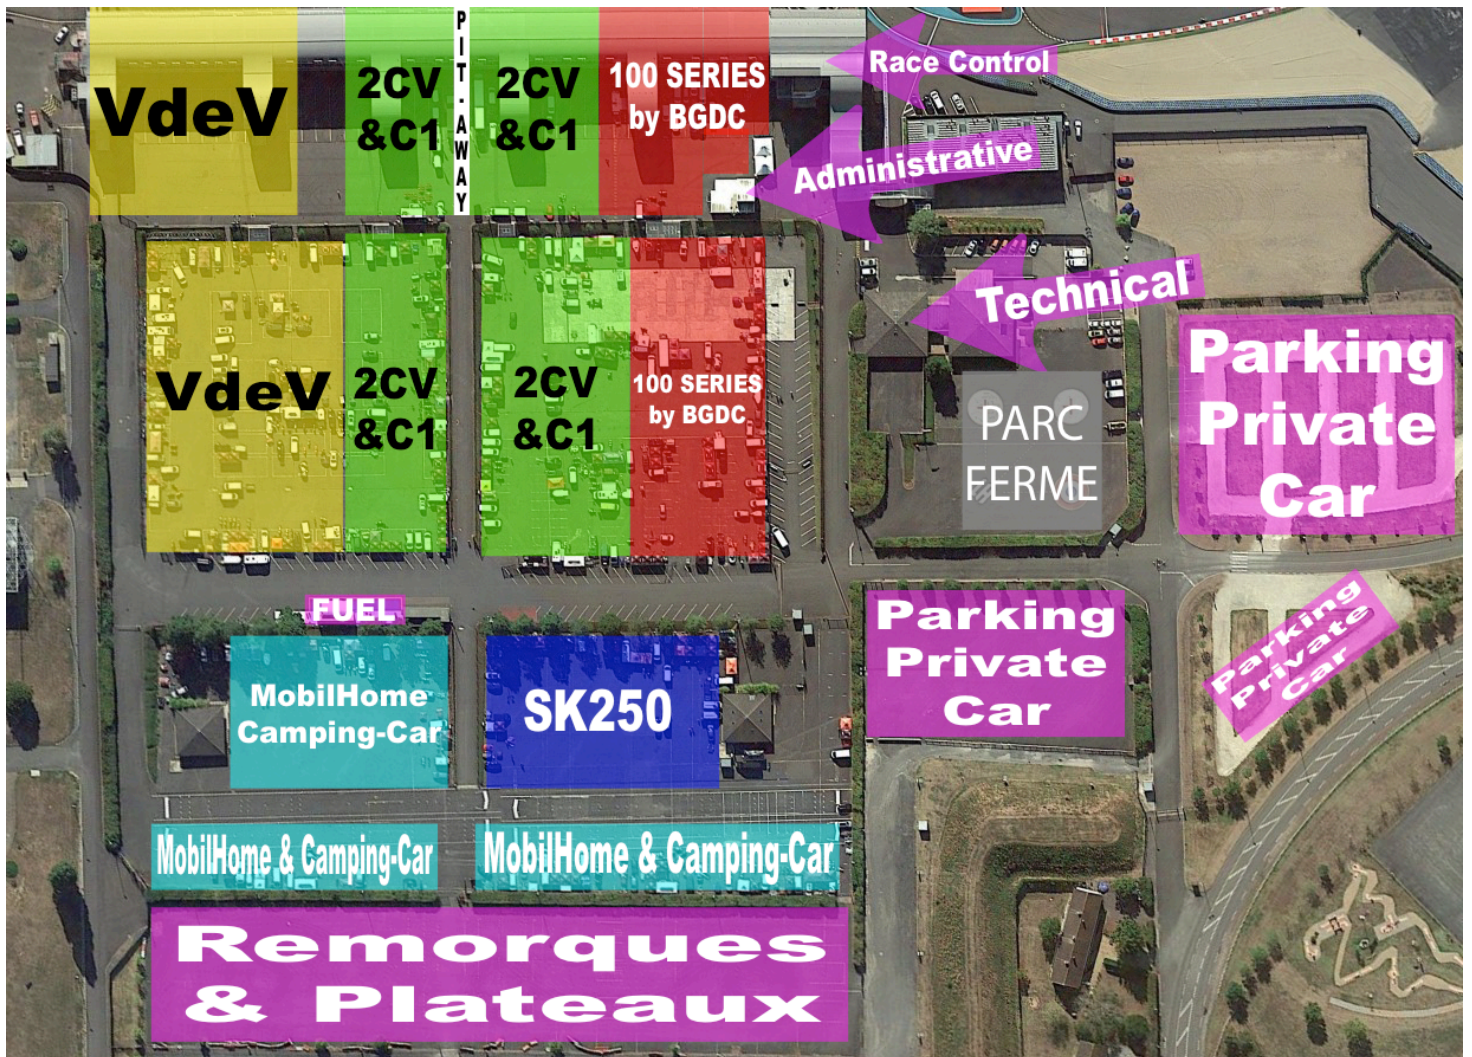 VdeV
2CV
&C1
PIT-AWAY
2CV
&C1
100 SERIES
by BGDC
Race Control
Administrative
VdeV
2CV
&C1
2CV
&C1
100 SERIES
by BGDC
Technical
PARC
FERME
Parking
Private
Car
FUEL
MobilHome
Camping-Car
SK250
Parking
Private
Car
Parking
Private
Car
MobilHome & Camping-Car
MobilHome & Camping-Car
Remorques
& Plateaux